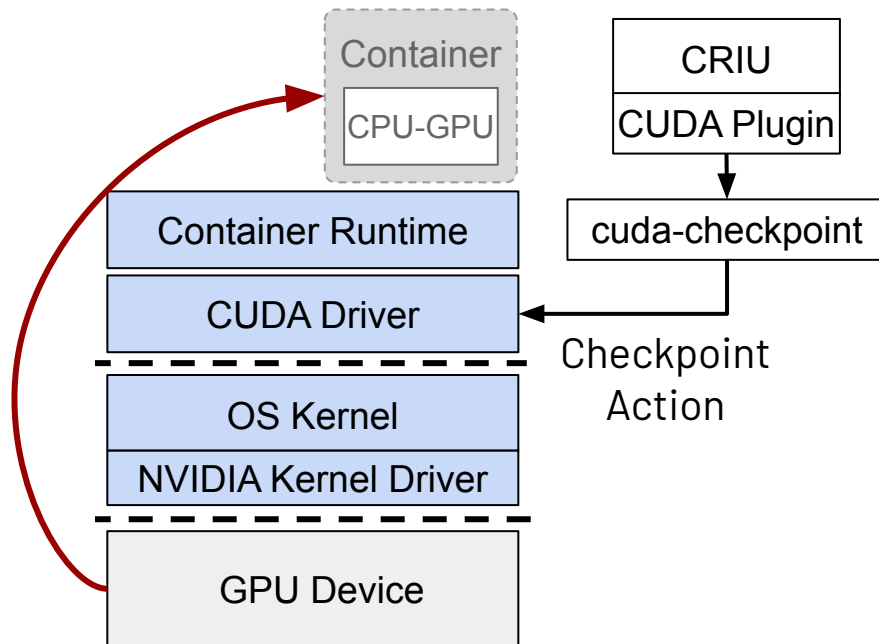 Container
CPU-GPU
CRIU
CUDA Plugin
Container Runtime
cuda-checkpoint
CUDA Driver
Checkpoint
Action
OS Kernel
NVIDIA Kernel Driver
GPU Device